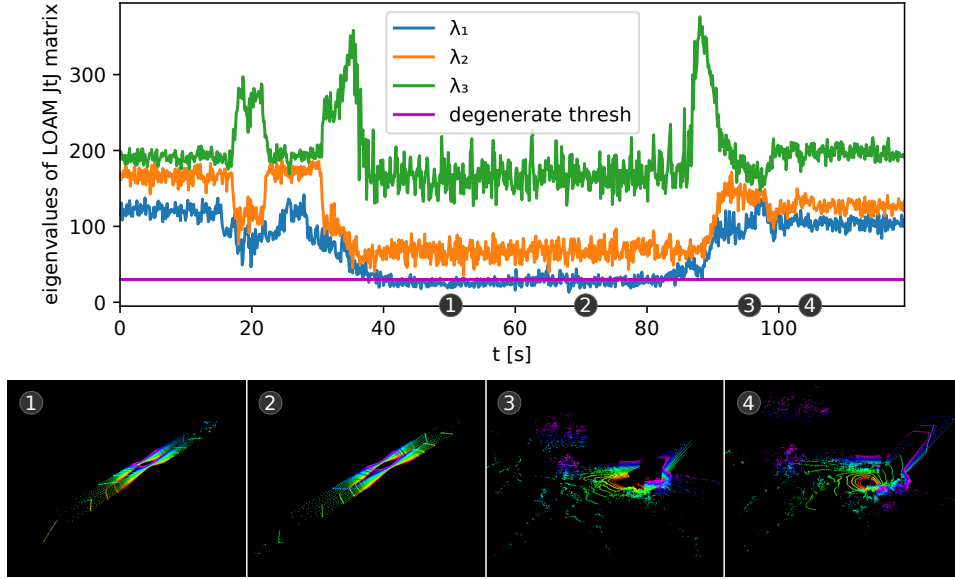 eigenvalues of LOAM JtJ matrix
300
200
100
0
λ₁
λ₂
λ₃
degenerate thresh
1 2 3 4
0 20 40 60 80 100
t [s]
1 2 3 4